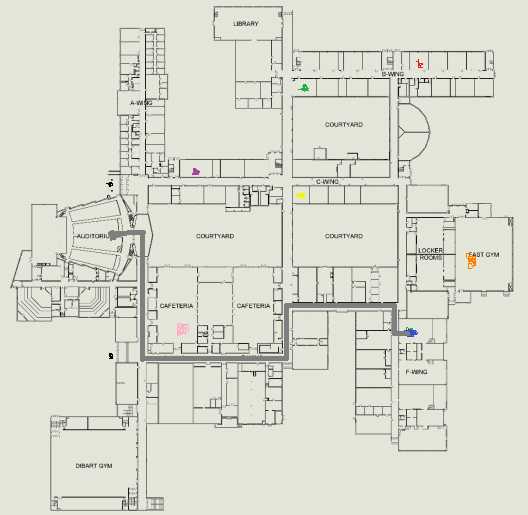 LIBRARY
B-WING
A-WING
COURTYARD
C-WING
AUDITORIU
COURTYARD
COURTYARD
LOCKER
ROOMS
EAST GYM
CAFETERIA
CAFETERIA
F-WING
DIBART GYM